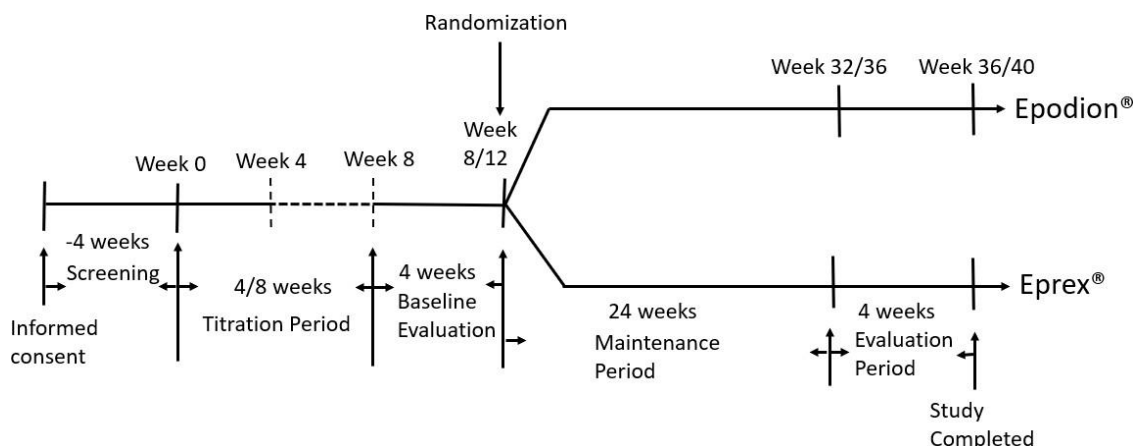 Randomization
Week 32/36
Week 36/40
Epodion®
Week
8/12
Week 0
Week 4
Week 8
-4 weeks
Screening
4/8 weeks
Titration Period
4 weeks
Baseline
Evaluation
Eprex®
Informed
consent
24 weeks
Maintenance
Period
4 weeks
Evaluation
Period
Study
Completed